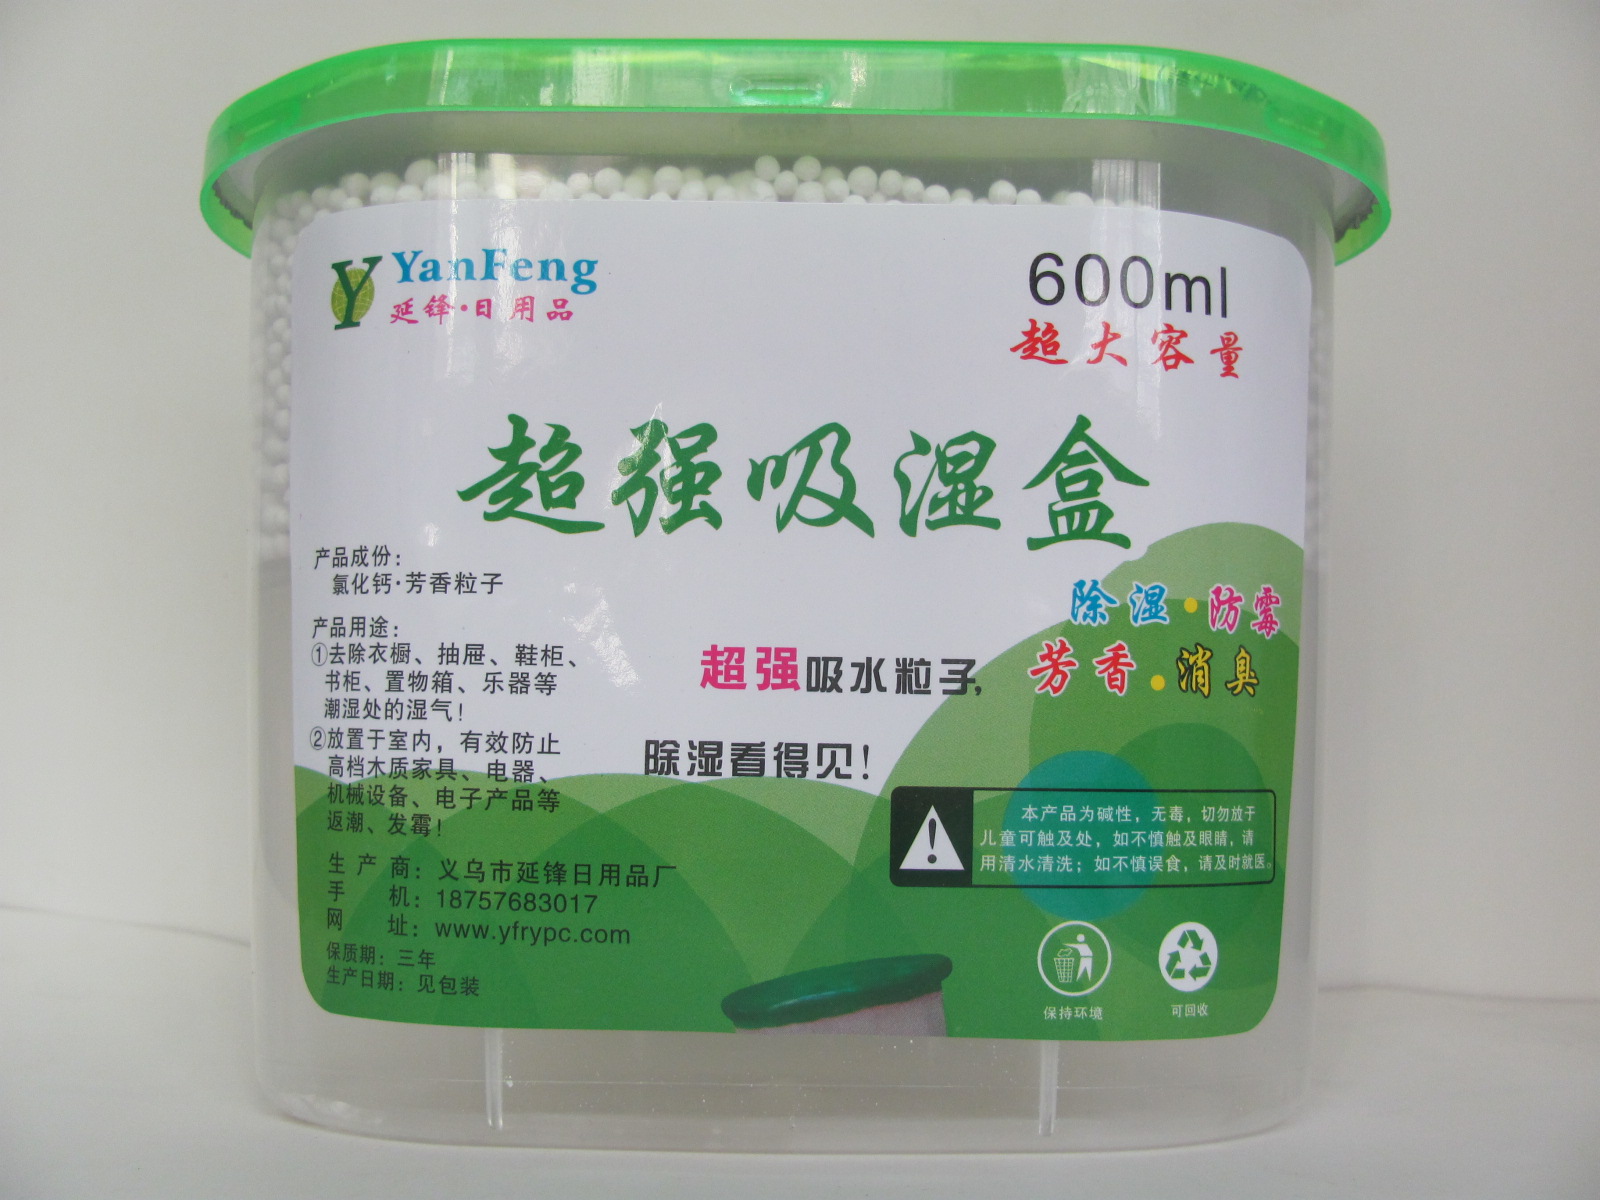 YanFeng
延锋·日用品
600ml
超大容量
超强吸湿盒
产品成份：
氯化钙·芳香粒子
产品用途：
①去除衣橱、抽屉、鞋柜、
书柜、置物箱、乐器等
潮湿处的湿气！
②放置于室内，有效防止
高档木质家具、电器、
机械设备、电子产品等
返潮、发霉！
超强吸水粒子，
除湿看得见！
除湿·防霉
芳香·消臭
本产品为碱性，无毒，切勿放于
儿童可触及处，如不慎触及眼睛，请
用清水清洗；如不慎误食，请及时就医。
生产商：义乌市延锋日用品厂
手机：18757683017
网址：www.yfrypc.com
保质期：三年
生产日期：见包装
保持环境
可回收